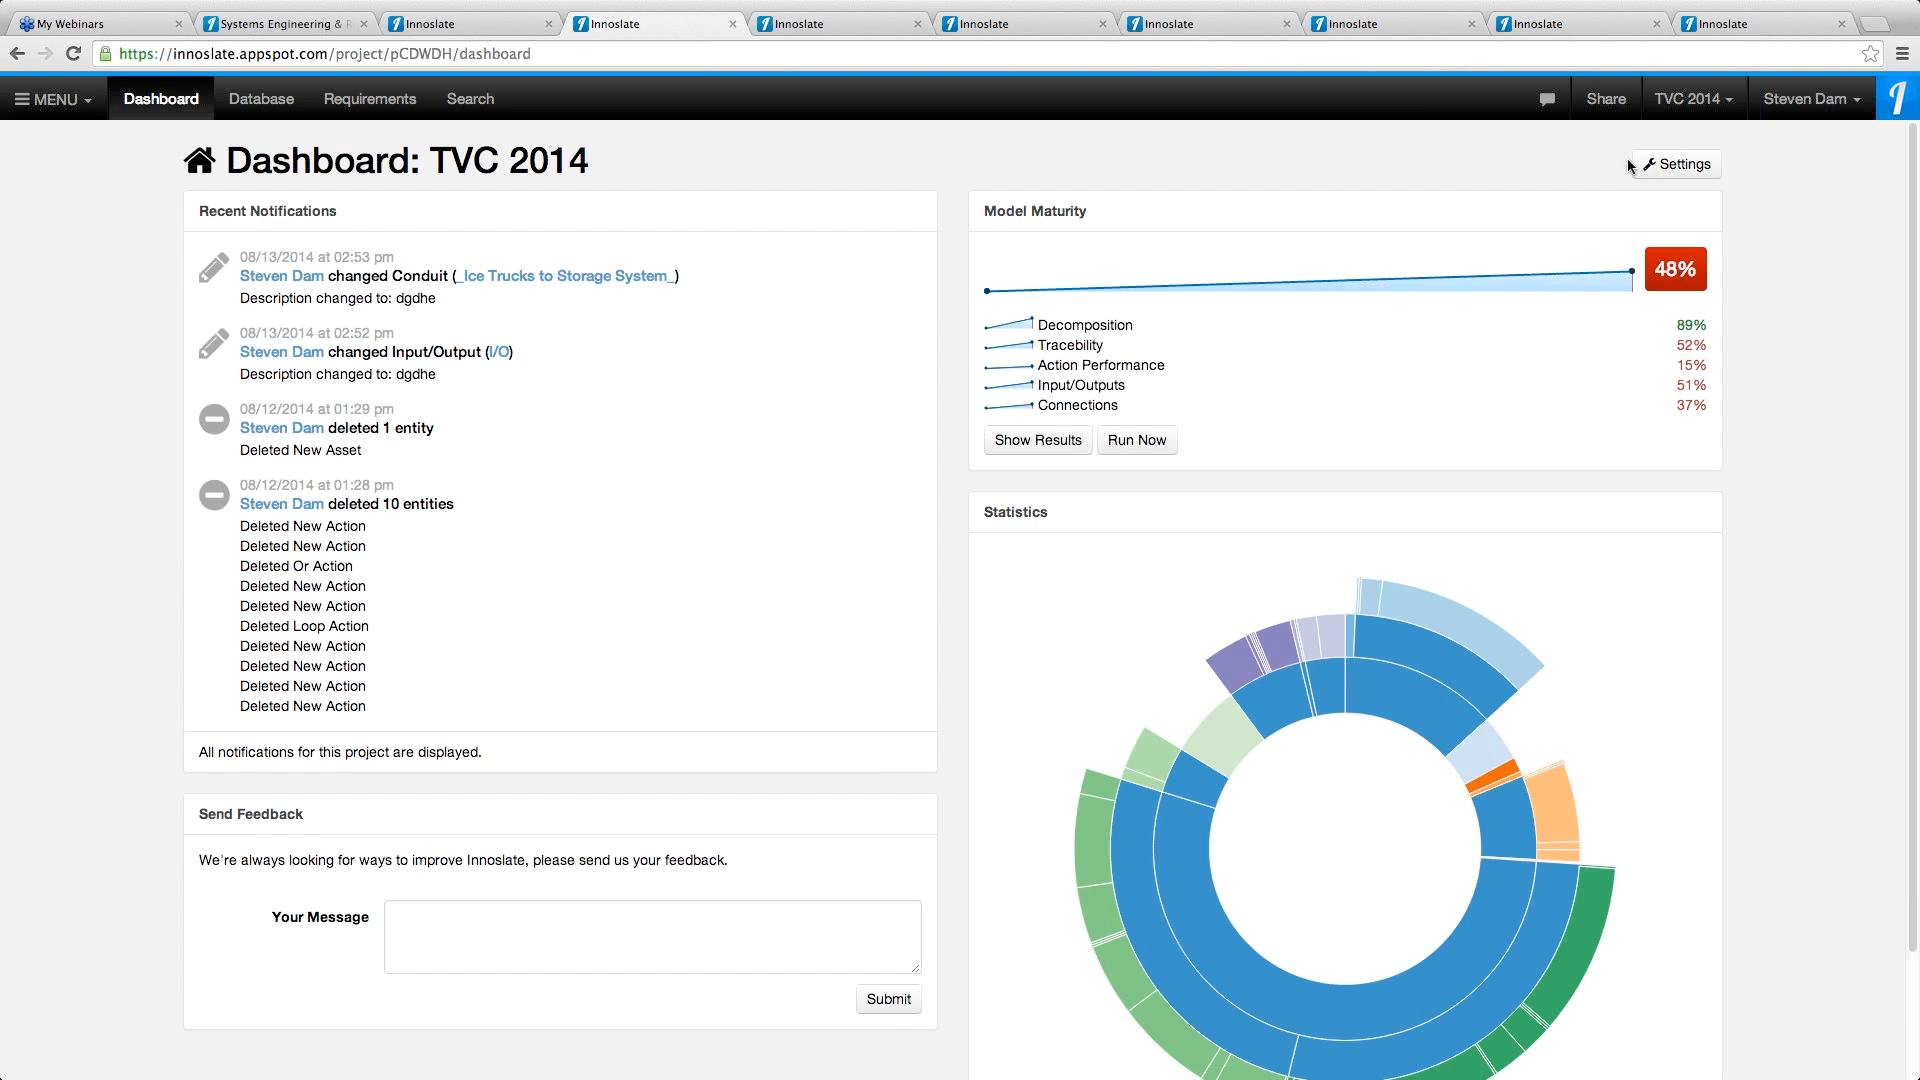 My Webinars
Systems Engineering &
Innoslate
Innoslate
Innoslate
Innoslate
Innoslate
Innoslate
Innoslate
Innoslate
https://innoslate.appspot.com/project/pCDWDH/dashboard
MENU
Dashboard
Database
Requirements
Search
Share
TVC 2014
Steven Dam
Dashboard: TVC 2014
Settings
Recent Notifications
08/13/2014 at 02:53 pm
Steven Dam changed Conduit (_Ice Trucks to Storage System_)
Description changed to: dgdhe
08/13/2014 at 02:52 pm
Steven Dam changed Input/Output (I/O)
Description changed to: dgdhe
08/12/2014 at 01:29 pm
Steven Dam deleted 1 entity
Deleted New Asset
08/12/2014 at 01:28 pm
Steven Dam deleted 10 entities
Deleted New Action
Deleted New Action
Deleted Or Action
Deleted New Action
Deleted New Action
Deleted Loop Action
Deleted New Action
Deleted New Action
Deleted New Action
Deleted New Action
All notifications for this project are displayed.
Send Feedback
We're always looking for ways to improve Innoslate, please send us your feedback.
Your Message
Submit
Model Maturity
48%
Decomposition 89%
Tracebility 52%
Action Performance 15%
Input/Outputs 51%
Connections 37%
Show Results
Run Now
Statistics